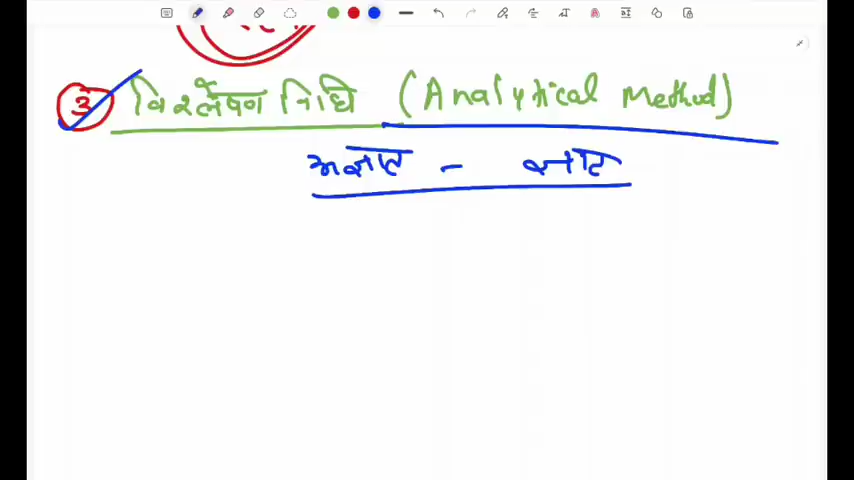 ③ विश्लेषण विधि (Analytical Method)
अज्ञात - ज्ञात